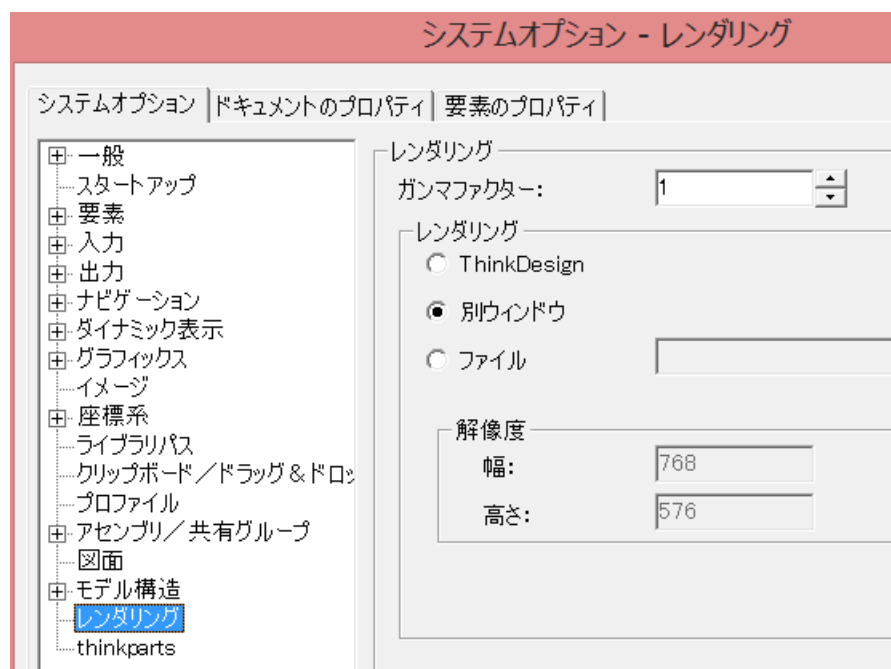 システムオプション - レンダリング
システムオプション
ドキュメントのプロパティ
要素のプロパティ
一般
スタートアップ
要素
入力
出力
ナビゲーション
ダイナミック表示
グラフィックス
イメージ
座標系
ライブラリパス
クリップボード/ドラッグ&ドロッ
プロファイル
アセンブリ/共有グループ
図面
モデル構造
レンダリング
thinkparts
レンダリング
ガンマファクター: 1
レンダリング
ThinkDesign
別ウィンドウ
ファイル
解像度
幅: 768
高さ: 576